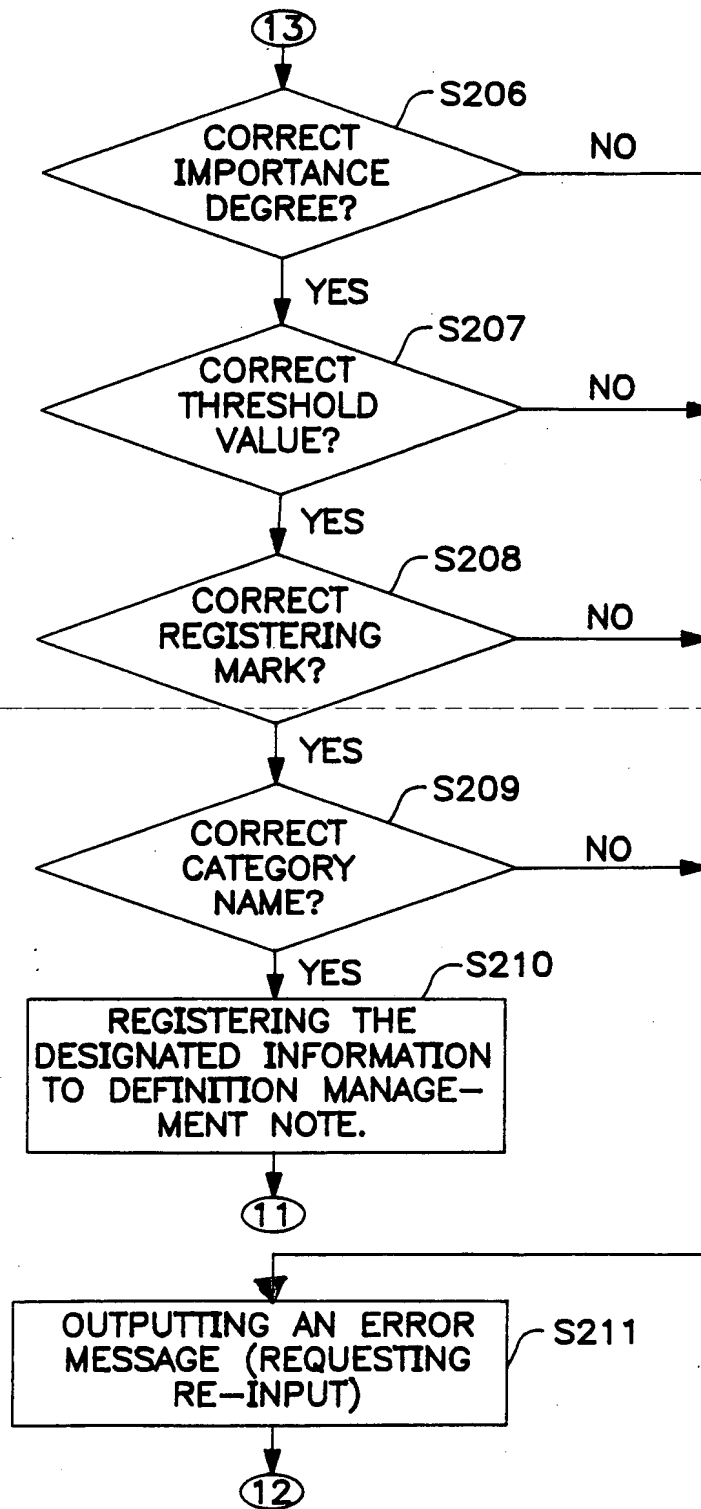 13
S206
CORRECT
IMPORTANCE
DEGREE?
NO
YES
S207
CORRECT
THRESHOLD
VALUE?
NO
YES
S208
CORRECT
REGISTERING
MARK?
NO
YES
S209
CORRECT
CATEGORY
NAME?
NO
YES
S210
REGISTERING THE
DESIGNATED INFORMATION
TO DEFINITION MANAGE-
MENT NOTE.
11
OUTPUTTING AN ERROR
MESSAGE (REQUESTING
RE-INPUT)
S211
12